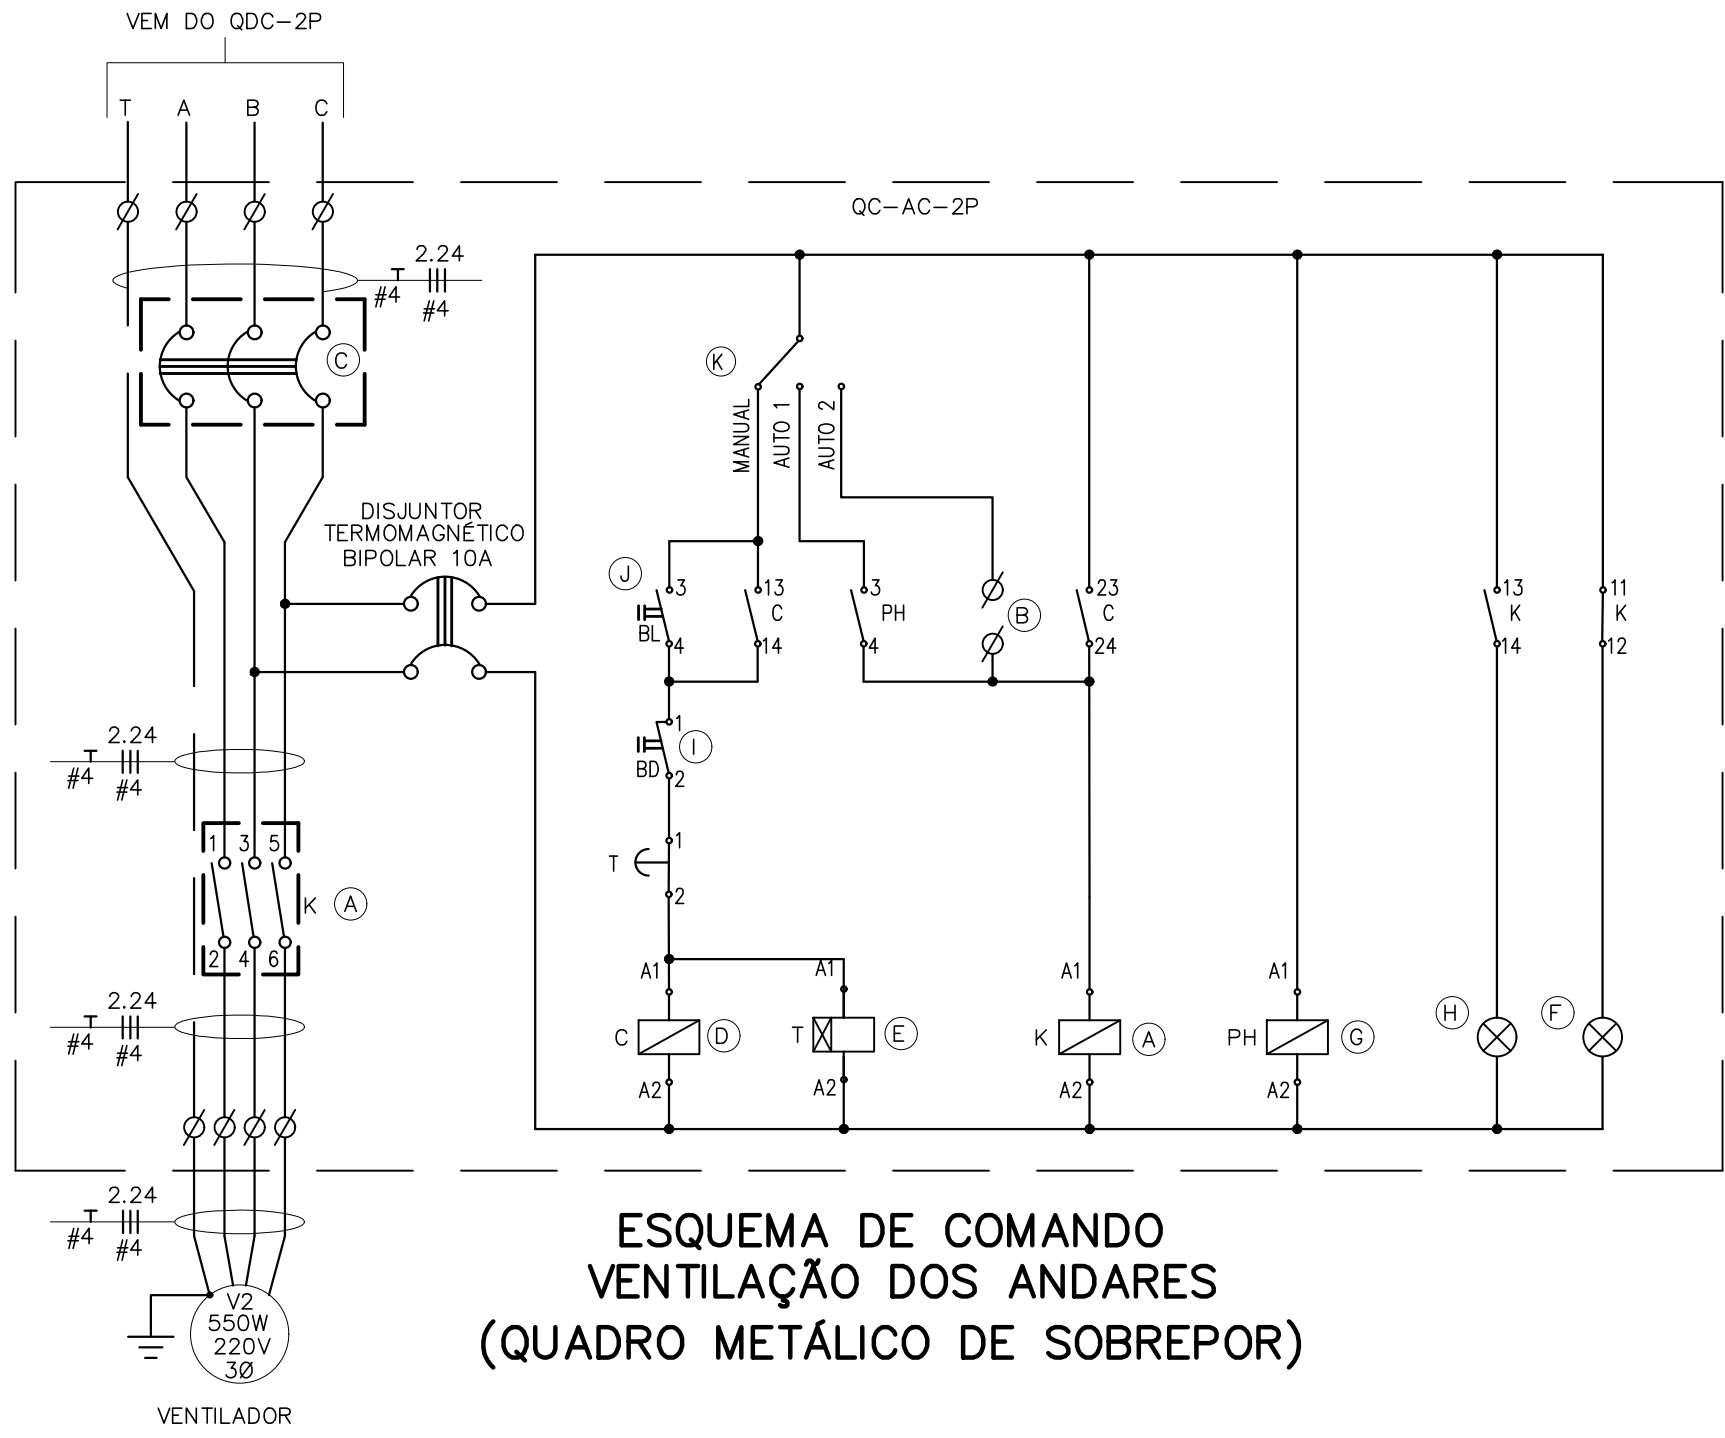 VEM DO QDC-2P
T A B C
QC-AC-2P
2.24
#4
#4
C
K
MANUAL
AUTO 1
AUTO 2
DISJUNTOR
TERMOMAGNÉTICO
BIPOLAR 10A
J
3
BL
4
13
C
14
3
PH
4
B
23
C
24
13
K
14
11
K
12
1
I
BD
2
2.24
#4
#4
1
T
2
1 3 5
K A
2 4 6
A1
C D
A2
A1
T E
A2
A1
K A
A2
A1
PH G
A2
H
F
2.24
#4
#4
2.24
#4
#4
V2
550W
220V
3Ø
VENTILADOR
ESQUEMA DE COMANDO
VENTILAÇÃO DOS ANDARES
(QUADRO METÁLICO DE SOBREPOR)